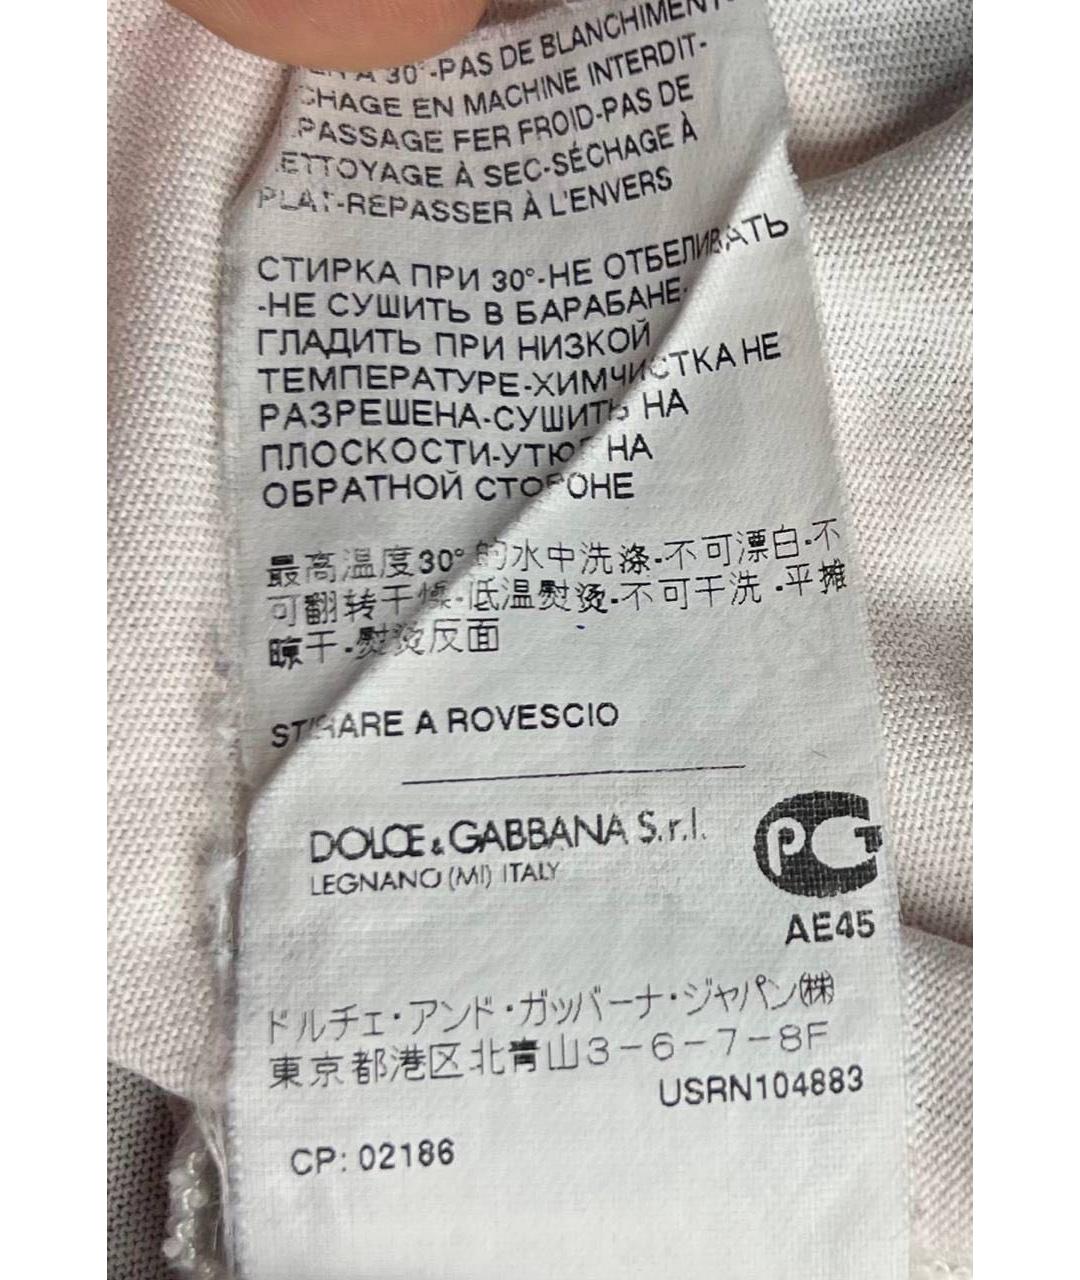 À 30°-PAS DE BLANCHIMENT
CHAGE EN MACHINE INTERDIT-
PASSAGE FER FROID-PAS DE
ETTOYAGE À SEC-SÉCHAGE À
PLAT-REPASSER À L'ENVERS
СТИРКА ПРИ 30°-НЕ ОТБЕЛИВАТЬ
-НЕ СУШИТЬ В БАРАБАНЕ-
ГЛАДИТЬ ПРИ НИЗКОЙ
ТЕМПЕРАТУРЕ-ХИМЧИСТКА НЕ
РАЗРЕШЕНА-СУШИТЬ НА
ПЛОСКОСТИ-УТЮГ НА
ОБРАТНОЙ СТОРОНЕ
最高温度30°的水中洗涤-不可漂白-不
可翻转干燥-低温熨烫-不可干洗-平摊
晾干-熨烫反面
STIRARE A ROVESCIO
DOLCE & GABBANA S.r.l.
LEGNANO (MI) ITALY
РСТ
AE45
ドルチェ・アンド・ガッバーナ・ジャパン㈱
東京都港区北青山3-6-7-8F
USRN104883
CP: 02186